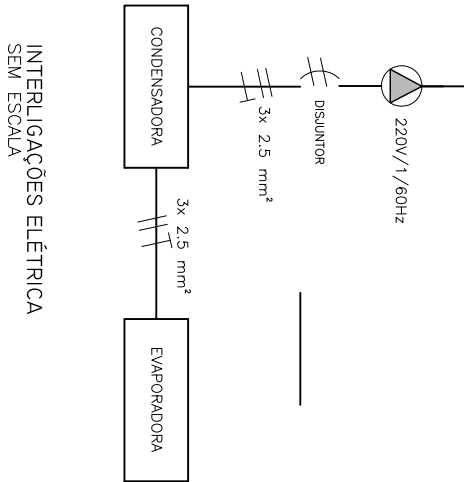 220V/1/60Hz
DISJUNTOR
3x 2.5 mm²
CONDENSADORA
3x 2.5 mm²
EVAPORADORA
INTERLIGAÇÕES ELÉTRICA
SEM ESCALA